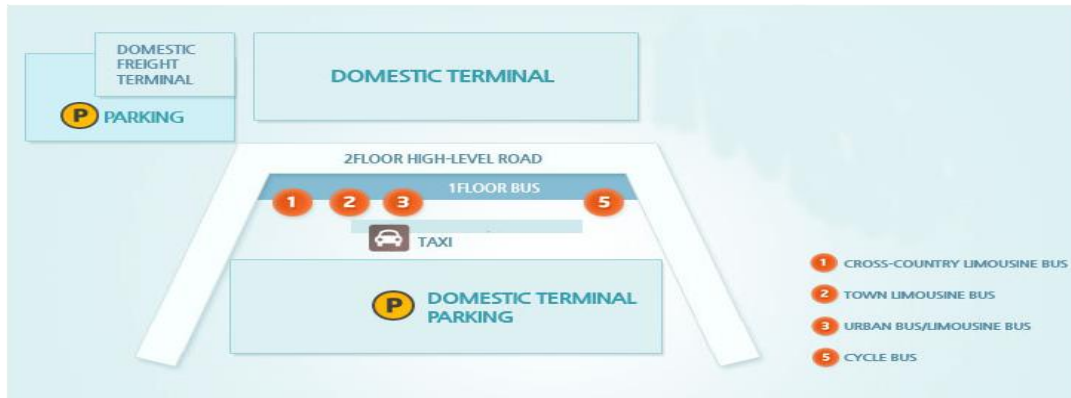 DOMESTIC
FREIGHT
TERMINAL
P PARKING
DOMESTIC TERMINAL
2FLOOR HIGH-LEVEL ROAD
1FLOOR BUS
1 2 3 5
TAXI
P DOMESTIC TERMINAL
PARKING
1 CROSS-COUNTRY LIMOUSINE BUS
2 TOWN LIMOUSINE BUS
3 URBAN BUS/LIMOUSINE BUS
5 CYCLE BUS